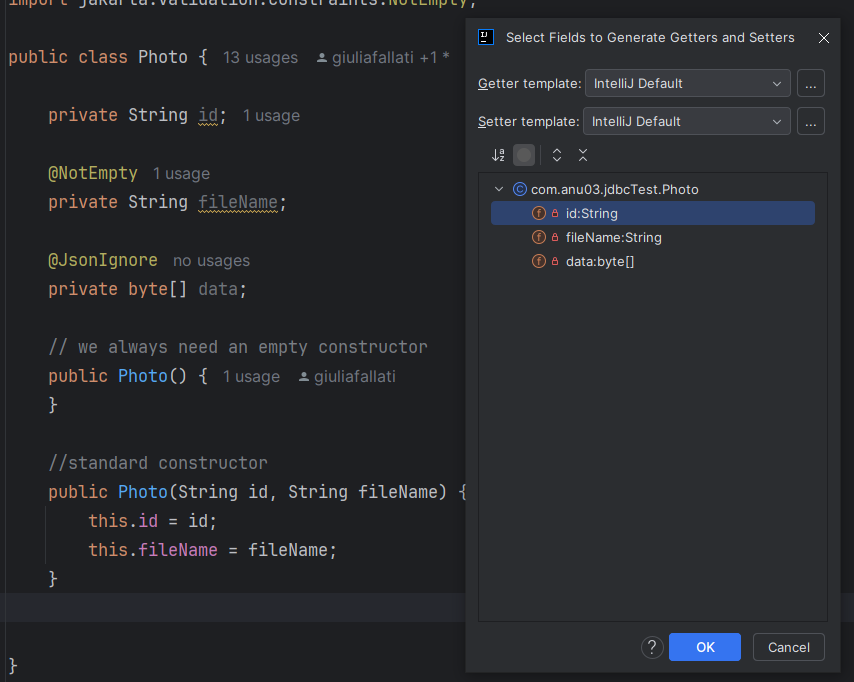 import jakarta.validation.constraints.NotEmpty;
public class Photo { 13 usages giuliafallati +1 *
private String id; 1 usage
@NotEmpty 1 usage
private String fileName;
@JsonIgnore no usages
private byte[] data;
// we always need an empty constructor
public Photo() { 1 usage giuliafallati
}
//standard constructor
public Photo(String id, String fileName) {
this.id = id;
this.fileName = fileName;
}
}
Select Fields to Generate Getters and Setters
Getter template: IntelliJ Default ...
Setter template: IntelliJ Default ...
com.anu03.jdbcTest.Photo
id:String
fileName:String
data:byte[]
? OK Cancel